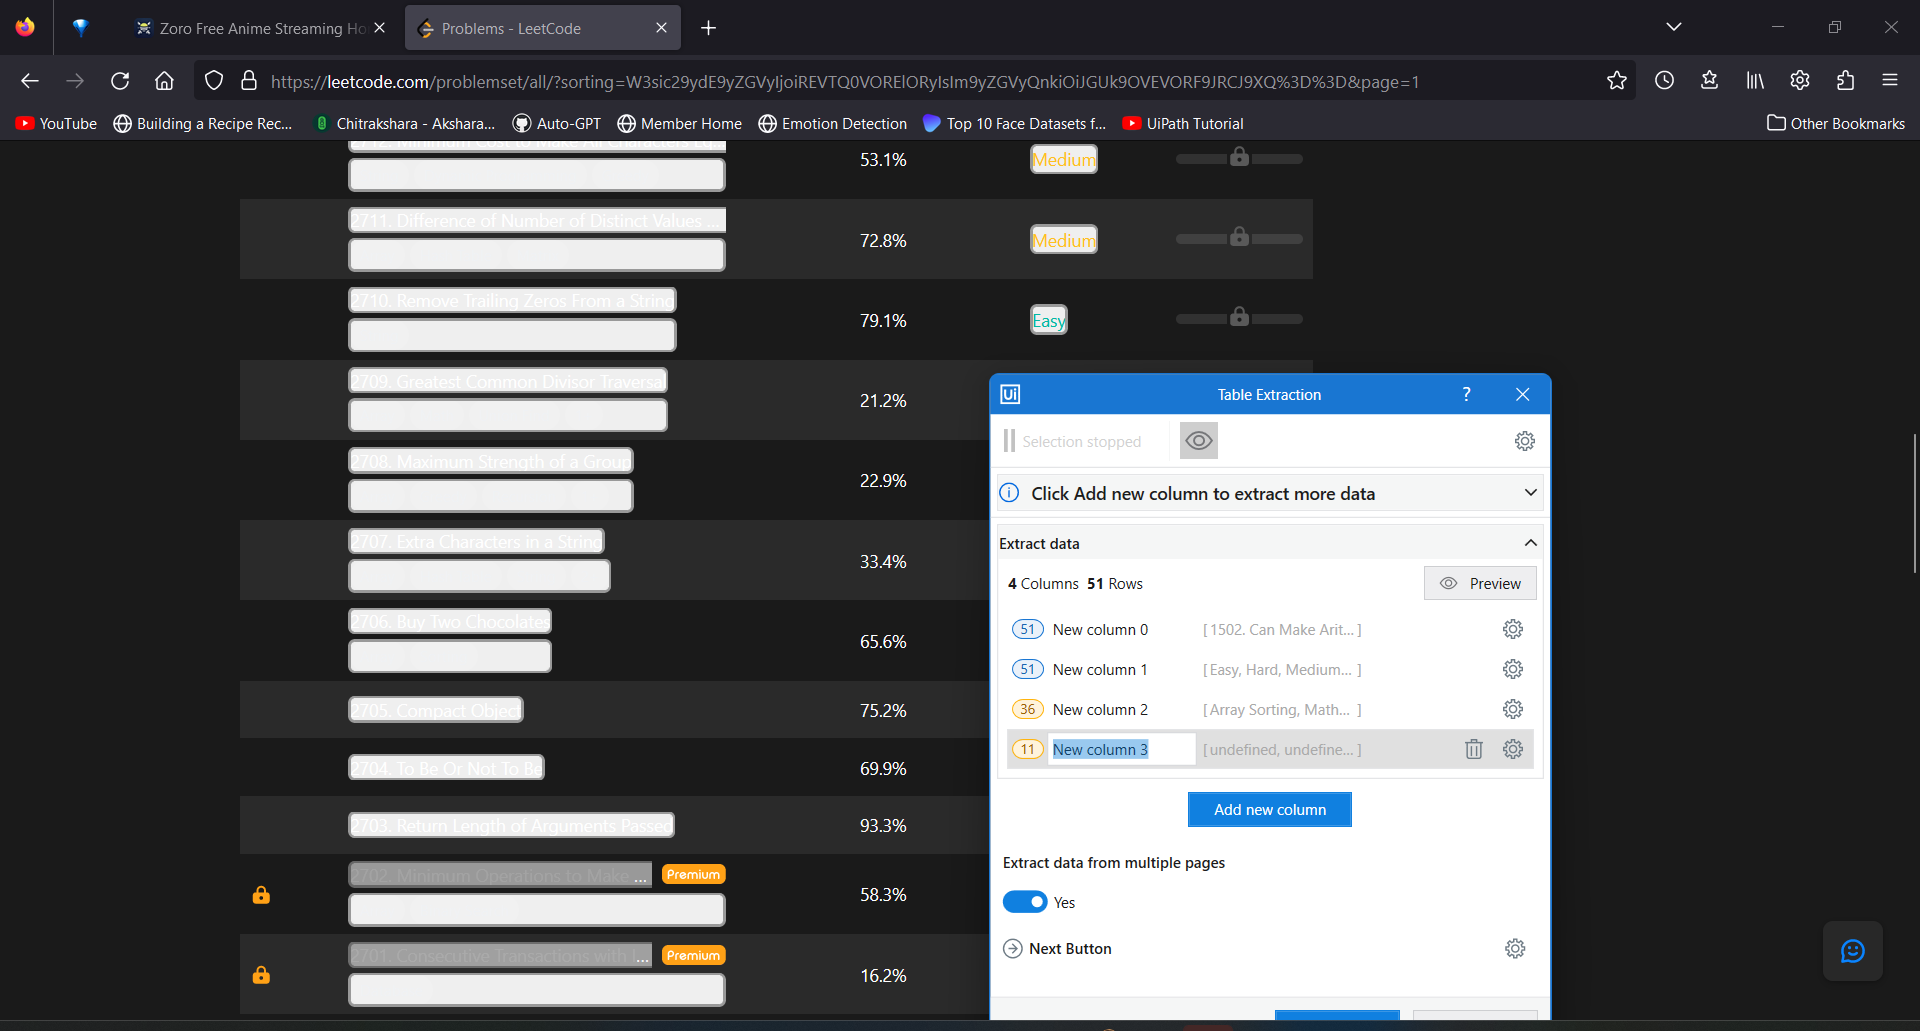 Zoro Free Anime Streaming Ho
Problems - LeetCode
https://leetcode.com/problemset/all/?sorting=W3sic29ydE9yZGVyIjoiREVTQ0VORElORyIsIm9yZGVyQnkiOiJGUk9OVEVORF9JRCJ9XQ%3D%3D&page=1
YouTube
Building a Recipe Rec...
Chitrakshara - Akshara...
Auto-GPT
Member Home
Emotion Detection
Top 10 Face Datasets f...
UiPath Tutorial
Other Bookmarks
2712. Minimum Cost to Make All Characters Eq...
53.1%
Medium
2711. Difference of Number of Distinct Values ...
72.8%
Medium
2710. Remove Trailing Zeros From a String
79.1%
Easy
2709. Greatest Common Divisor Traversal
21.2%
2708. Maximum Strength of a Group
22.9%
2707. Extra Characters in a String
33.4%
2706. Buy Two Chocolates
65.6%
2705. Compact Object
75.2%
2704. To Be Or Not To Be
69.9%
2703. Return Length of Arguments Passed
93.3%
2702. Minimum Operations to Make ...
Premium
58.3%
2701. Consecutive Transactions with I...
Premium
16.2%
Ui
Table Extraction
?
Selection stopped
Click Add new column to extract more data
Extract data
4 Columns 51 Rows
Preview
51 New column 0 [ 1502. Can Make Arit... ]
51 New column 1 [ Easy, Hard, Medium... ]
36 New column 2 [ Array Sorting, Math... ]
11 New column 3 [ undefined, undefine... ]
Add new column
Extract data from multiple pages
Yes
Next Button